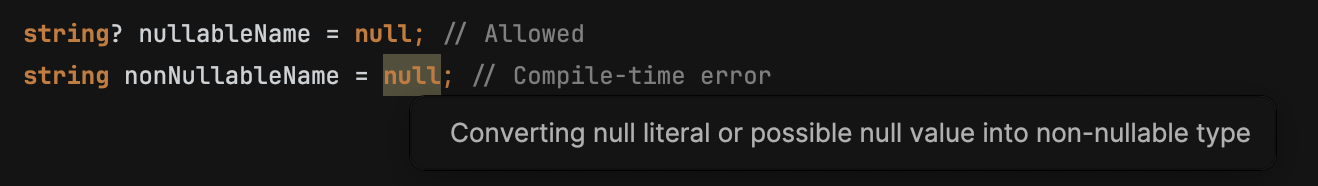 string? nullableName = null; // Allowed
string nonNullableName = null; // Compile-time error
Converting null literal or possible null value into non-nullable type